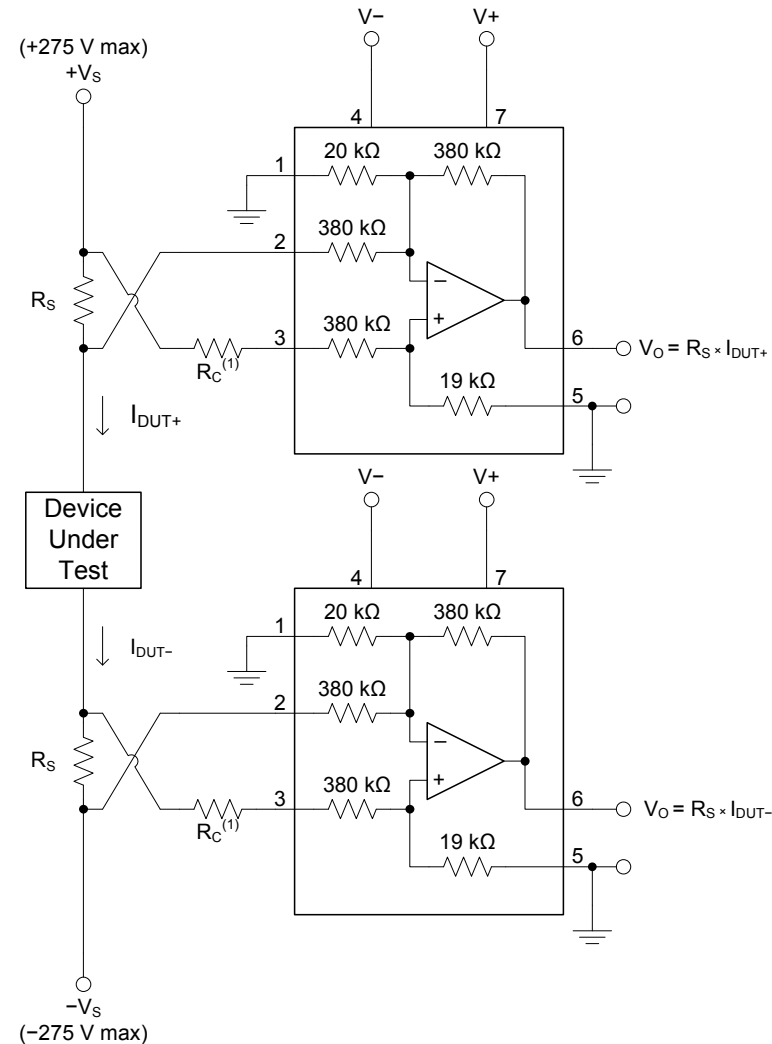 (+275 V max)
+VS
V−
V+
4
7
1
20 kΩ
380 kΩ
2
380 kΩ
RS
3
380 kΩ
RC(1)
6
VO = RS × IDUT+
19 kΩ
5
IDUT+
Device
Under
Test
V−
V+
4
7
1
20 kΩ
380 kΩ
IDUT−
2
380 kΩ
RS
3
380 kΩ
RC(1)
6
VO = RS × IDUT−
19 kΩ
5
−VS
(−275 V max)